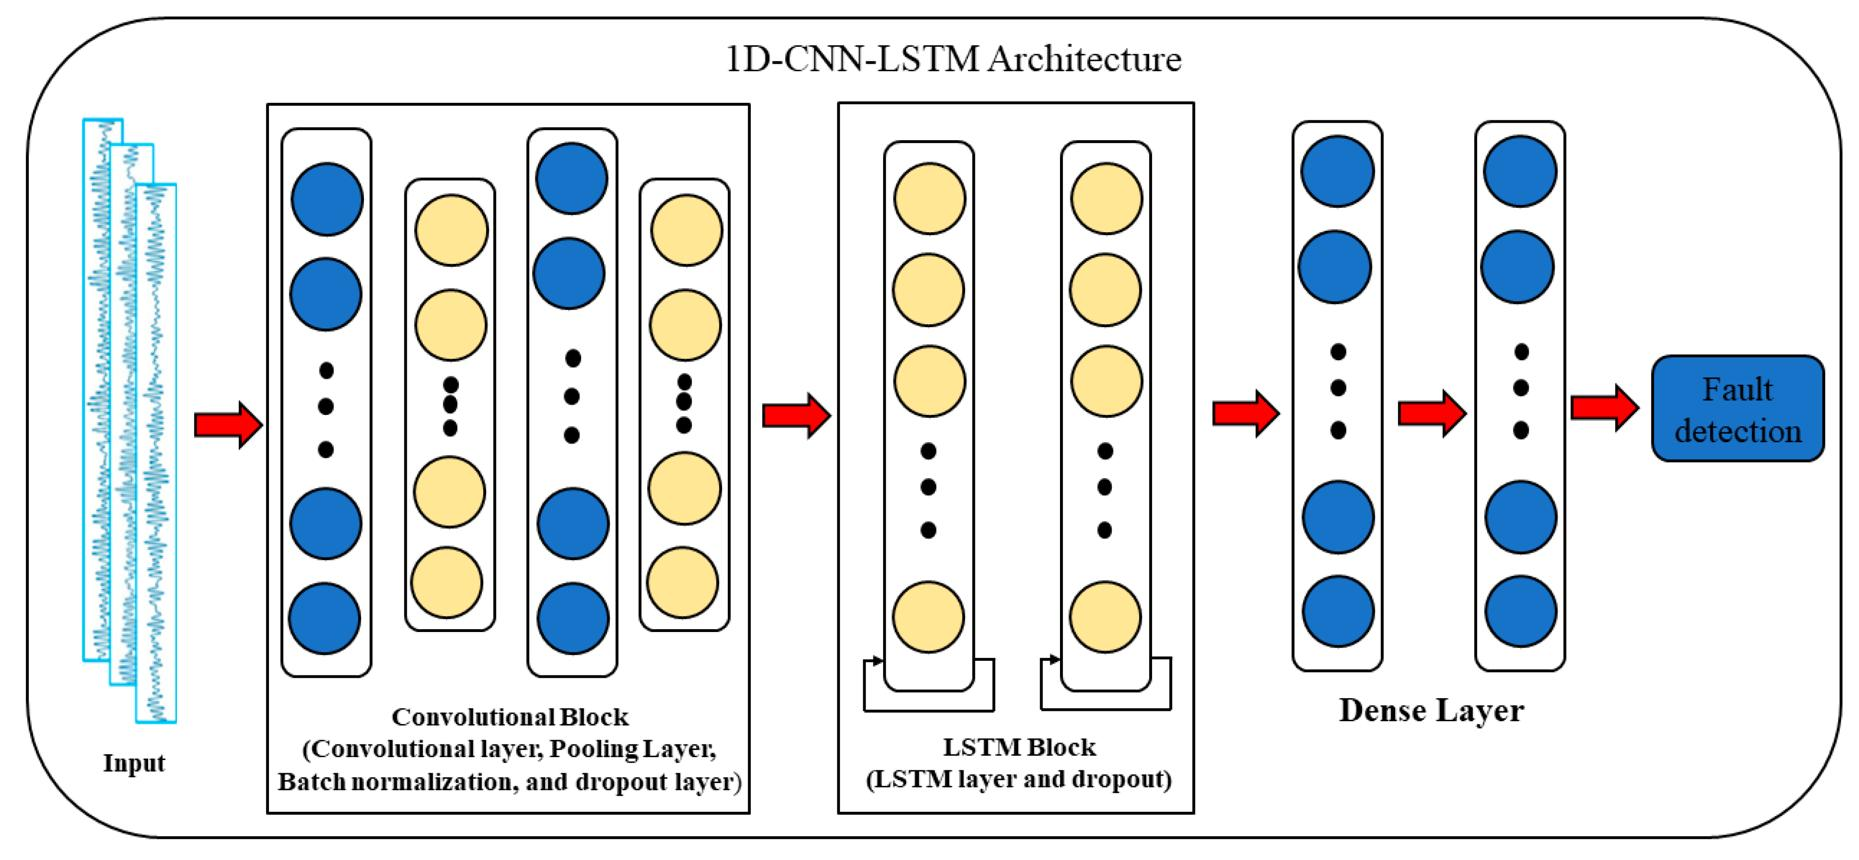 1D-CNN-LSTM Architecture
Input
Convolutional Block
(Convolutional layer, Pooling Layer,
Batch normalization, and dropout layer)
LSTM Block
(LSTM layer and dropout)
Dense Layer
Fault
detection